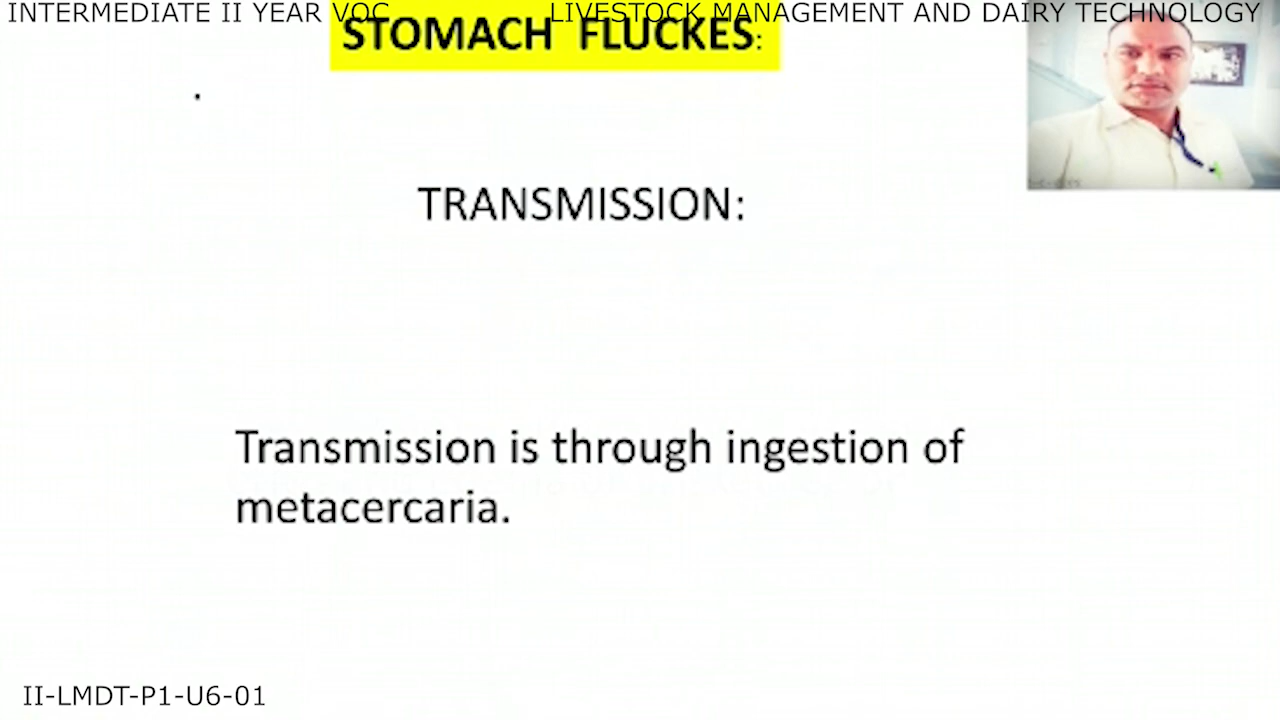 INTERMEDIATE II YEAR VOC LIVESTOCK MANAGEMENT AND DAIRY TECHNOLOGY
STOMACH FLUCKES:
TRANSMISSION:
Transmission is through ingestion of
metacercaria.
II-LMDT-P1-U6-01